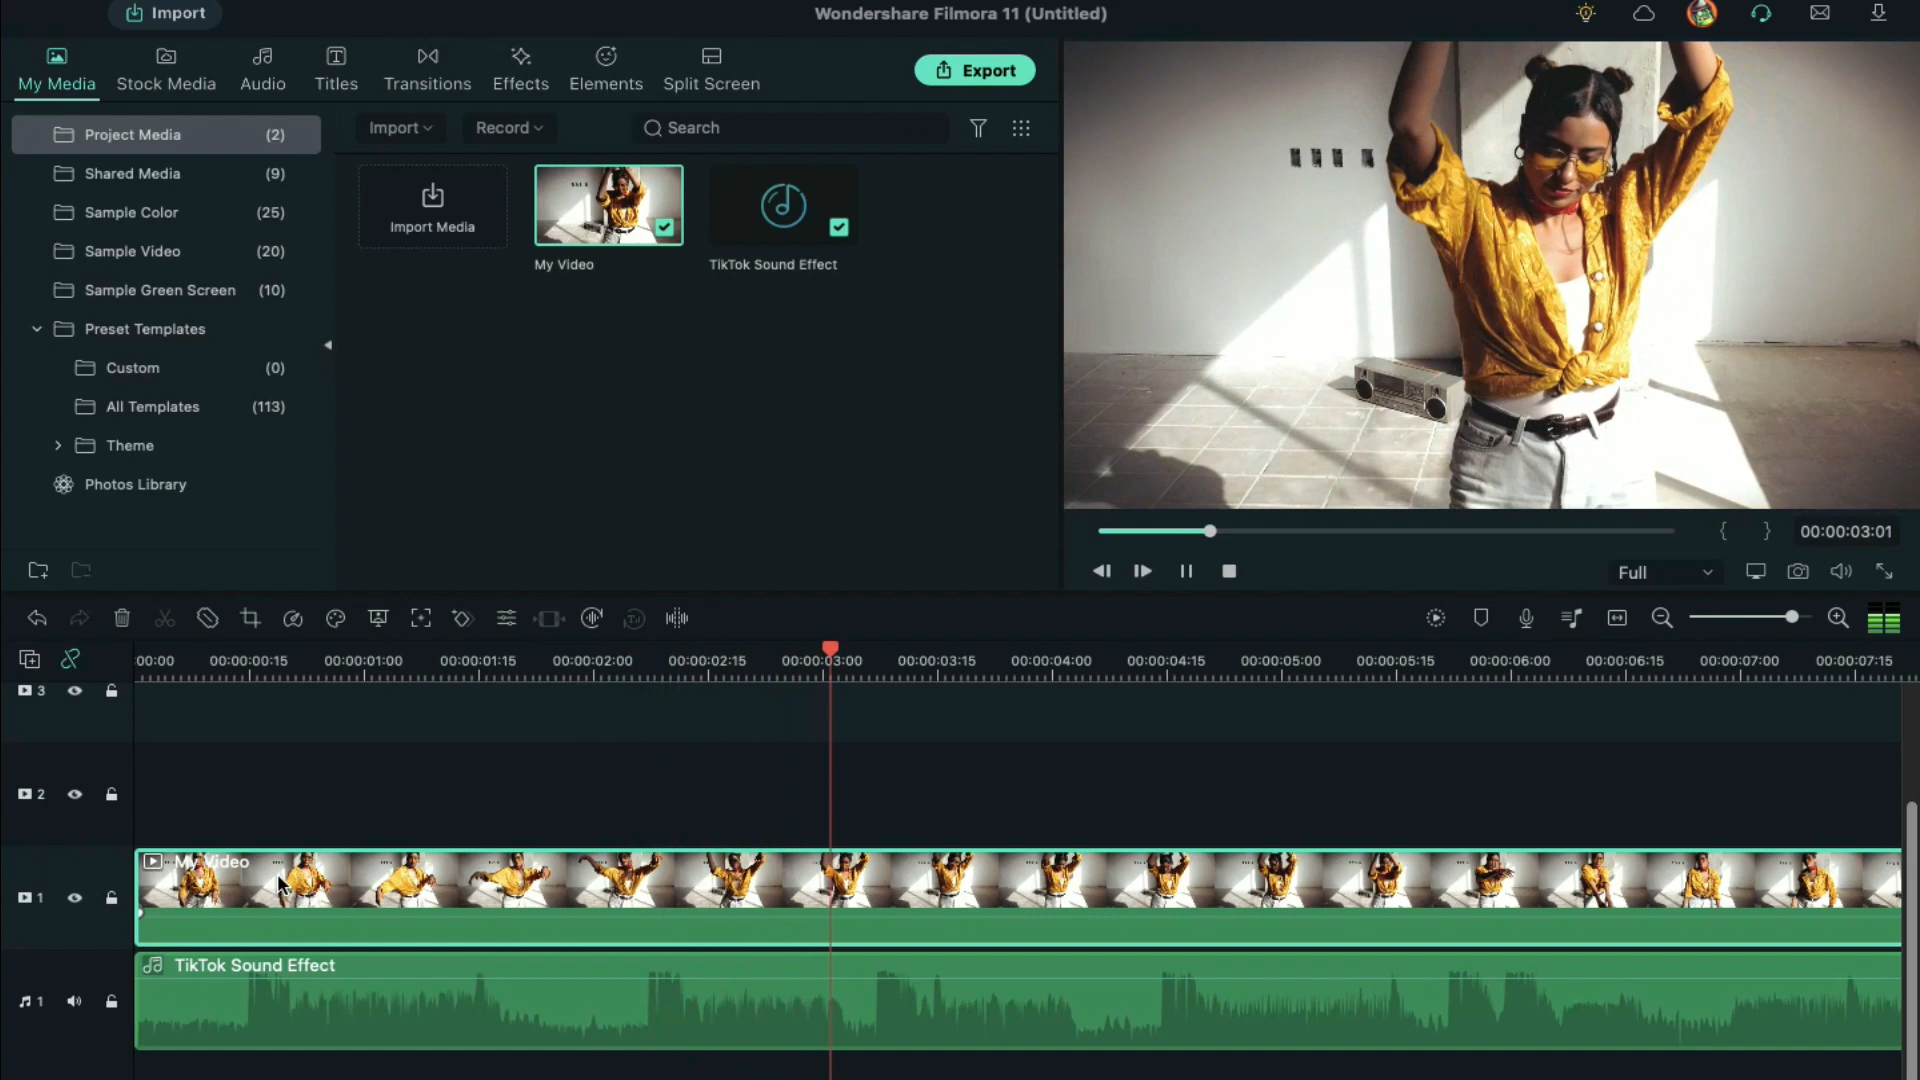 Import
Wondershare Filmora 11 (Untitled)
My Media
Stock Media
Audio
Titles
Transitions
Effects
Elements
Split Screen
Export
Project Media (2)
Shared Media (9)
Sample Color (25)
Sample Video (20)
Sample Green Screen (10)
Preset Templates
Custom (0)
All Templates (113)
Theme
Photos Library
Import
Record
Search
Import Media
My Video
TikTok Sound Effect
{ } 00:00:03:01
Full
:00:00 00:00:00:15 00:00:01:00 00:00:01:15 00:00:02:00 00:00:02:15 00:00:03:00 00:00:03:15 00:00:04:00 00:00:04:15 00:00:05:00 00:00:05:15 00:00:06:00 00:00:06:15 00:00:07:00 00:00:07:15
3
2
1
My Video
TikTok Sound Effect
1